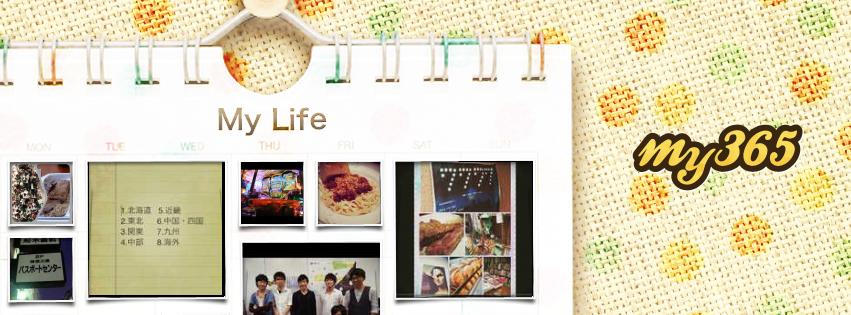 My Life
MON TUE WED THU FRI SAT SUN
1.北海道 5.近畿
2.東北 6.中国・四国
3.関東 7.九州
4.中部 8.海外
パスポートセンター
my365